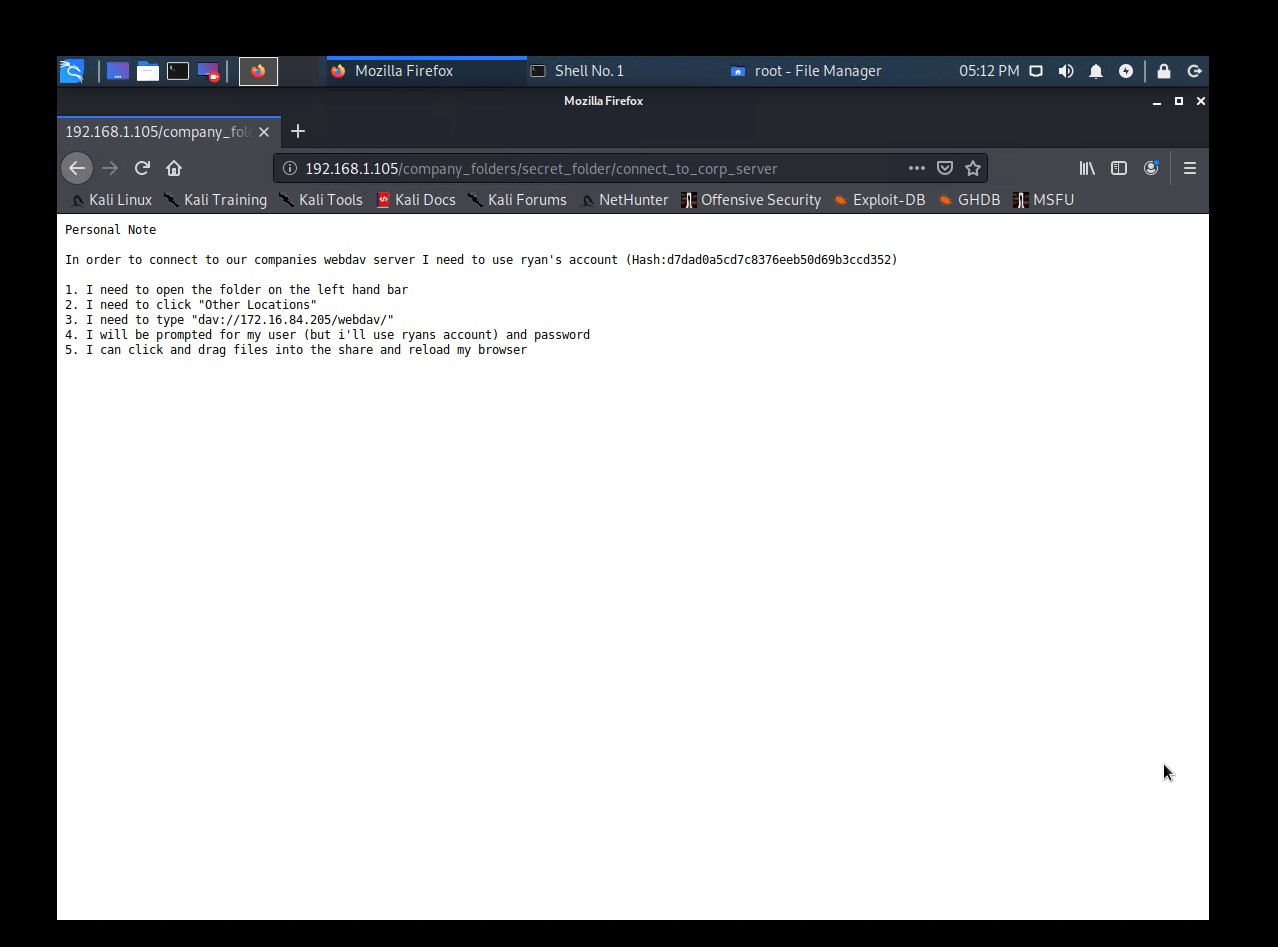 Mozilla Firefox
Shell No. 1
root - File Manager
05:12 PM
Mozilla Firefox
192.168.1.105/company_fol
192.168.1.105/company_folders/secret_folder/connect_to_corp_server
Kali Linux
Kali Training
Kali Tools
Kali Docs
Kali Forums
NetHunter
Offensive Security
Exploit-DB
GHDB
MSFU
Personal Note
In order to connect to our companies webdav server I need to use ryan's account (Hash:d7dad0a5cd7c8376eeb50d69b3ccd352)
1. I need to open the folder on the left hand bar
2. I need to click "Other Locations"
3. I need to type "dav://172.16.84.205/webdav/"
4. I will be prompted for my user (but i'll use ryans account) and password
5. I can click and drag files into the share and reload my browser